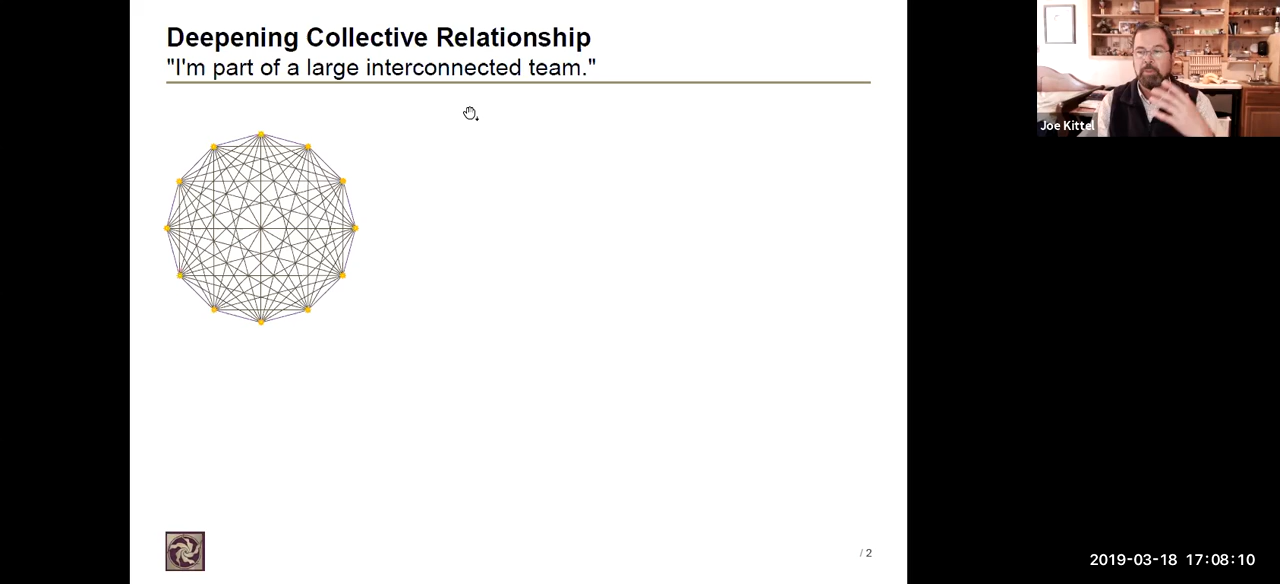 Deepening Collective Relationship
"I'm part of a large interconnected team."
Joe Kittel
/ 2
2019-03-18 17:08:10